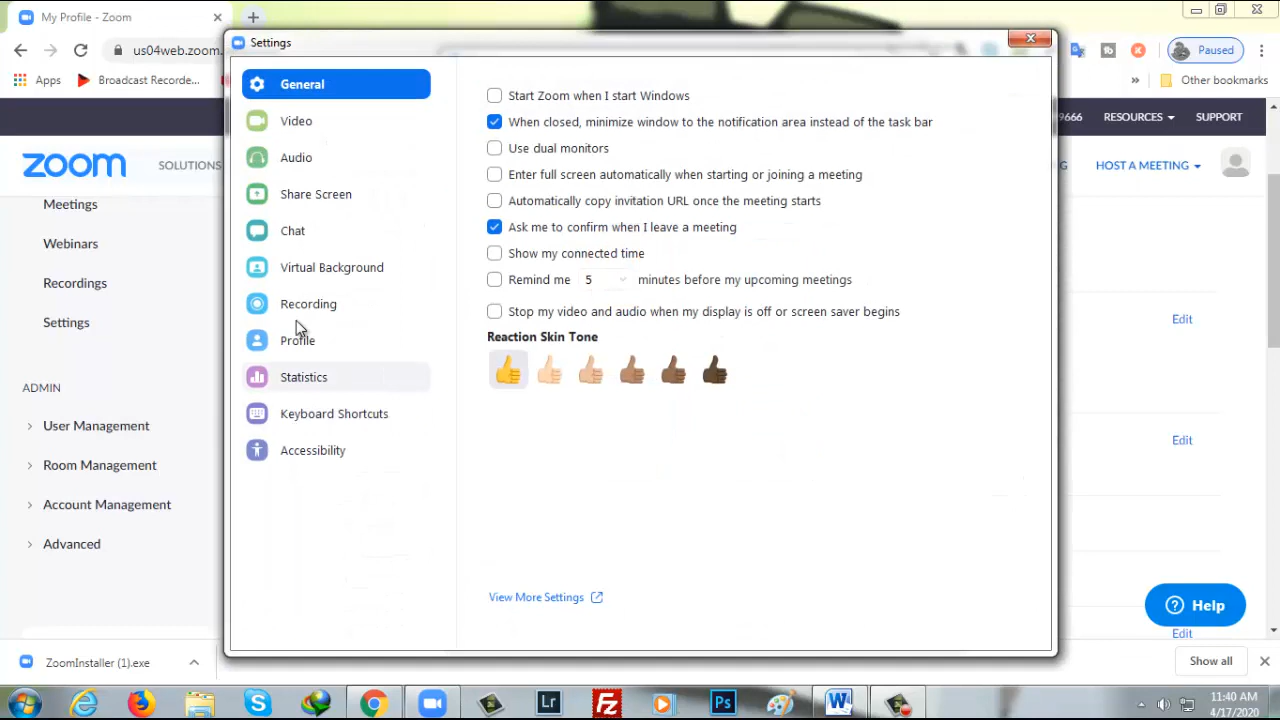 My Profile - Zoom
us04web.zoom.
Paused
Apps
Broadcast Recorde...
Other bookmarks
Settings
9666
RESOURCES
SUPPORT
zoom
SOLUTIONS
HOST A MEETING
Meetings
Webinars
Recordings
Settings
ADMIN
User Management
Room Management
Account Management
Advanced
General
Video
Audio
Share Screen
Chat
Virtual Background
Recording
Profile
Statistics
Keyboard Shortcuts
Accessibility
Start Zoom when I start Windows
When closed, minimize window to the notification area instead of the task bar
Use dual monitors
Enter full screen automatically when starting or joining a meeting
Automatically copy invitation URL once the meeting starts
Ask me to confirm when I leave a meeting
Show my connected time
Remind me 5 minutes before my upcoming meetings
Stop my video and audio when my display is off or screen saver begins
Reaction Skin Tone
View More Settings
Edit
Edit
Edit
Help
ZoomInstaller (1).exe
Show all
Lr
Fz
Ps
W
11:40 AM
4/17/2020